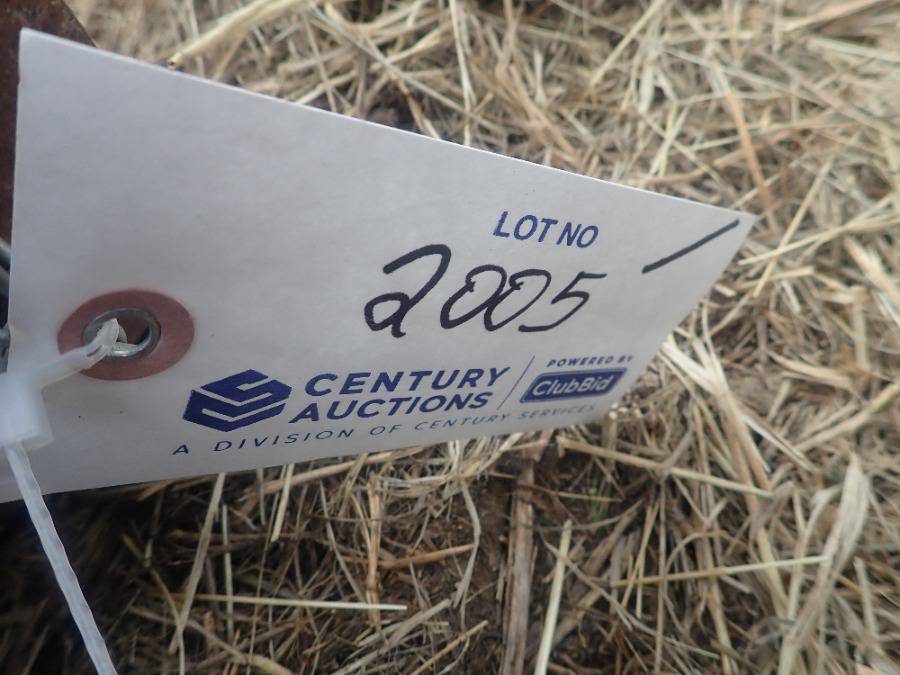 LOT NO
2005
CENTURY AUCTIONS
POWERED BY
ClubBid
A DIVISION OF CENTURY SERVICES